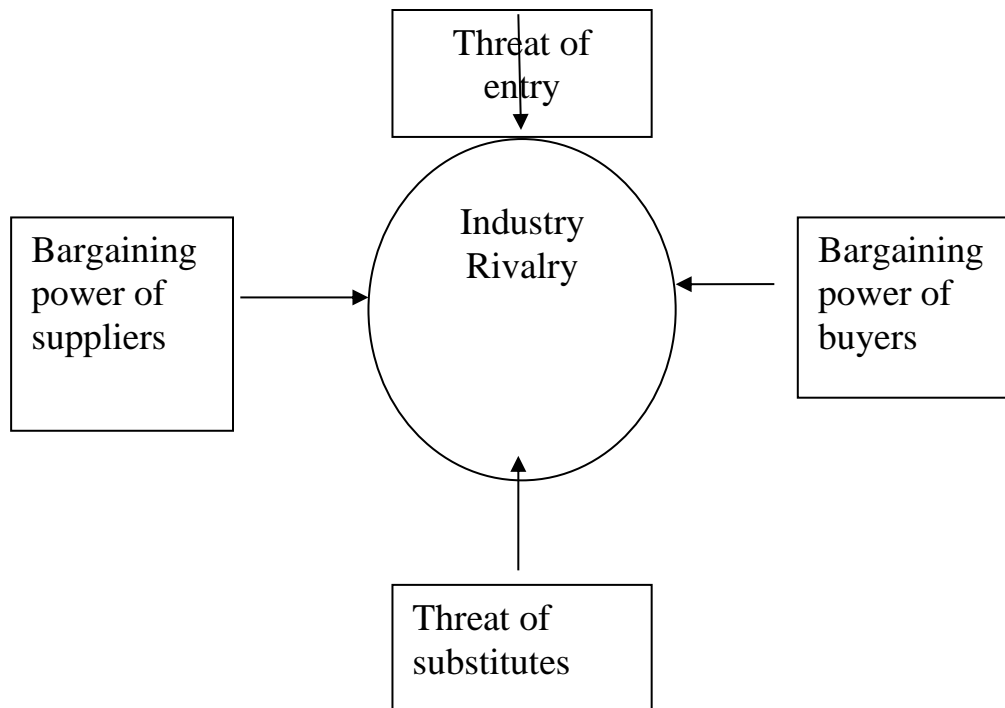 Threat of
entry
Industry
Rivalry
Bargaining
power of
suppliers
Bargaining
power of
buyers
Threat of
substitutes